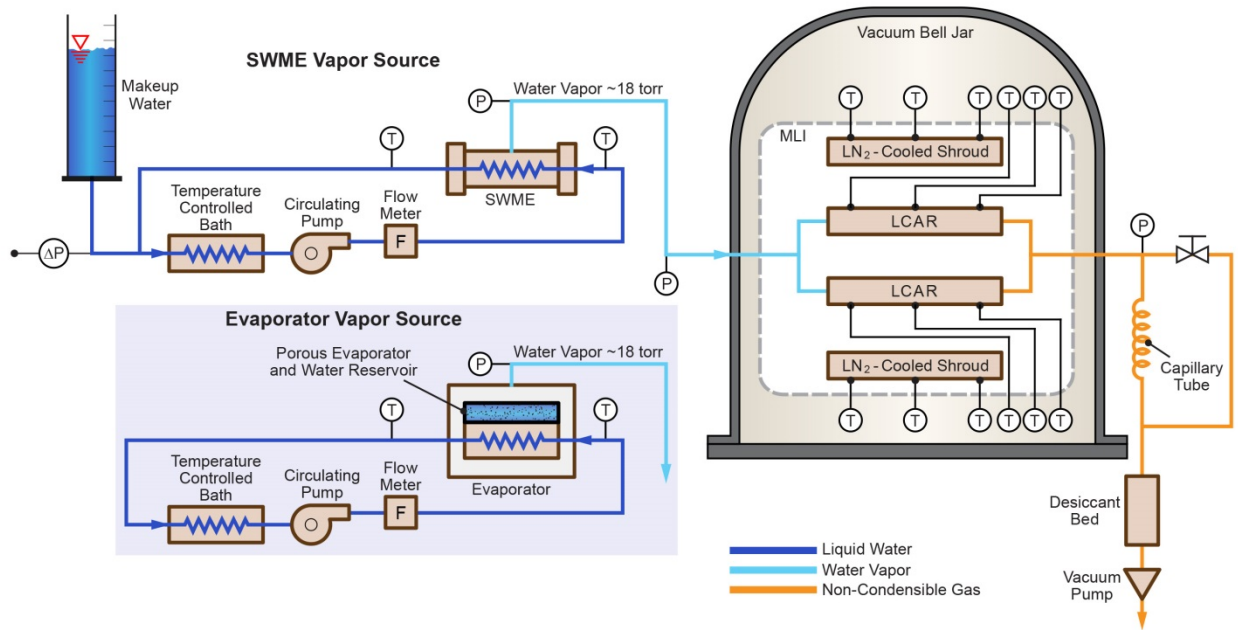 Vacuum Bell Jar
SWME Vapor Source
Makeup
Water
Water Vapor ~18 torr
P
T
T
SWME
Temperature
Controlled
Bath
Circulating
Pump
Flow
Meter
F
ΔP
P
T
T
T
T
T
T
MLI
LN₂-Cooled Shroud
LCAR
LCAR
LN₂-Cooled Shroud
T
T
T
T
T
T
P
Capillary
Tube
Desiccant
Bed
Vacuum
Pump
Evaporator Vapor Source
Porous Evaporator
and Water Reservoir
P
Water Vapor ~18 torr
T
T
Evaporator
Temperature
Controlled
Bath
Circulating
Pump
Flow
Meter
F
Liquid Water
Water Vapor
Non-Condensible Gas